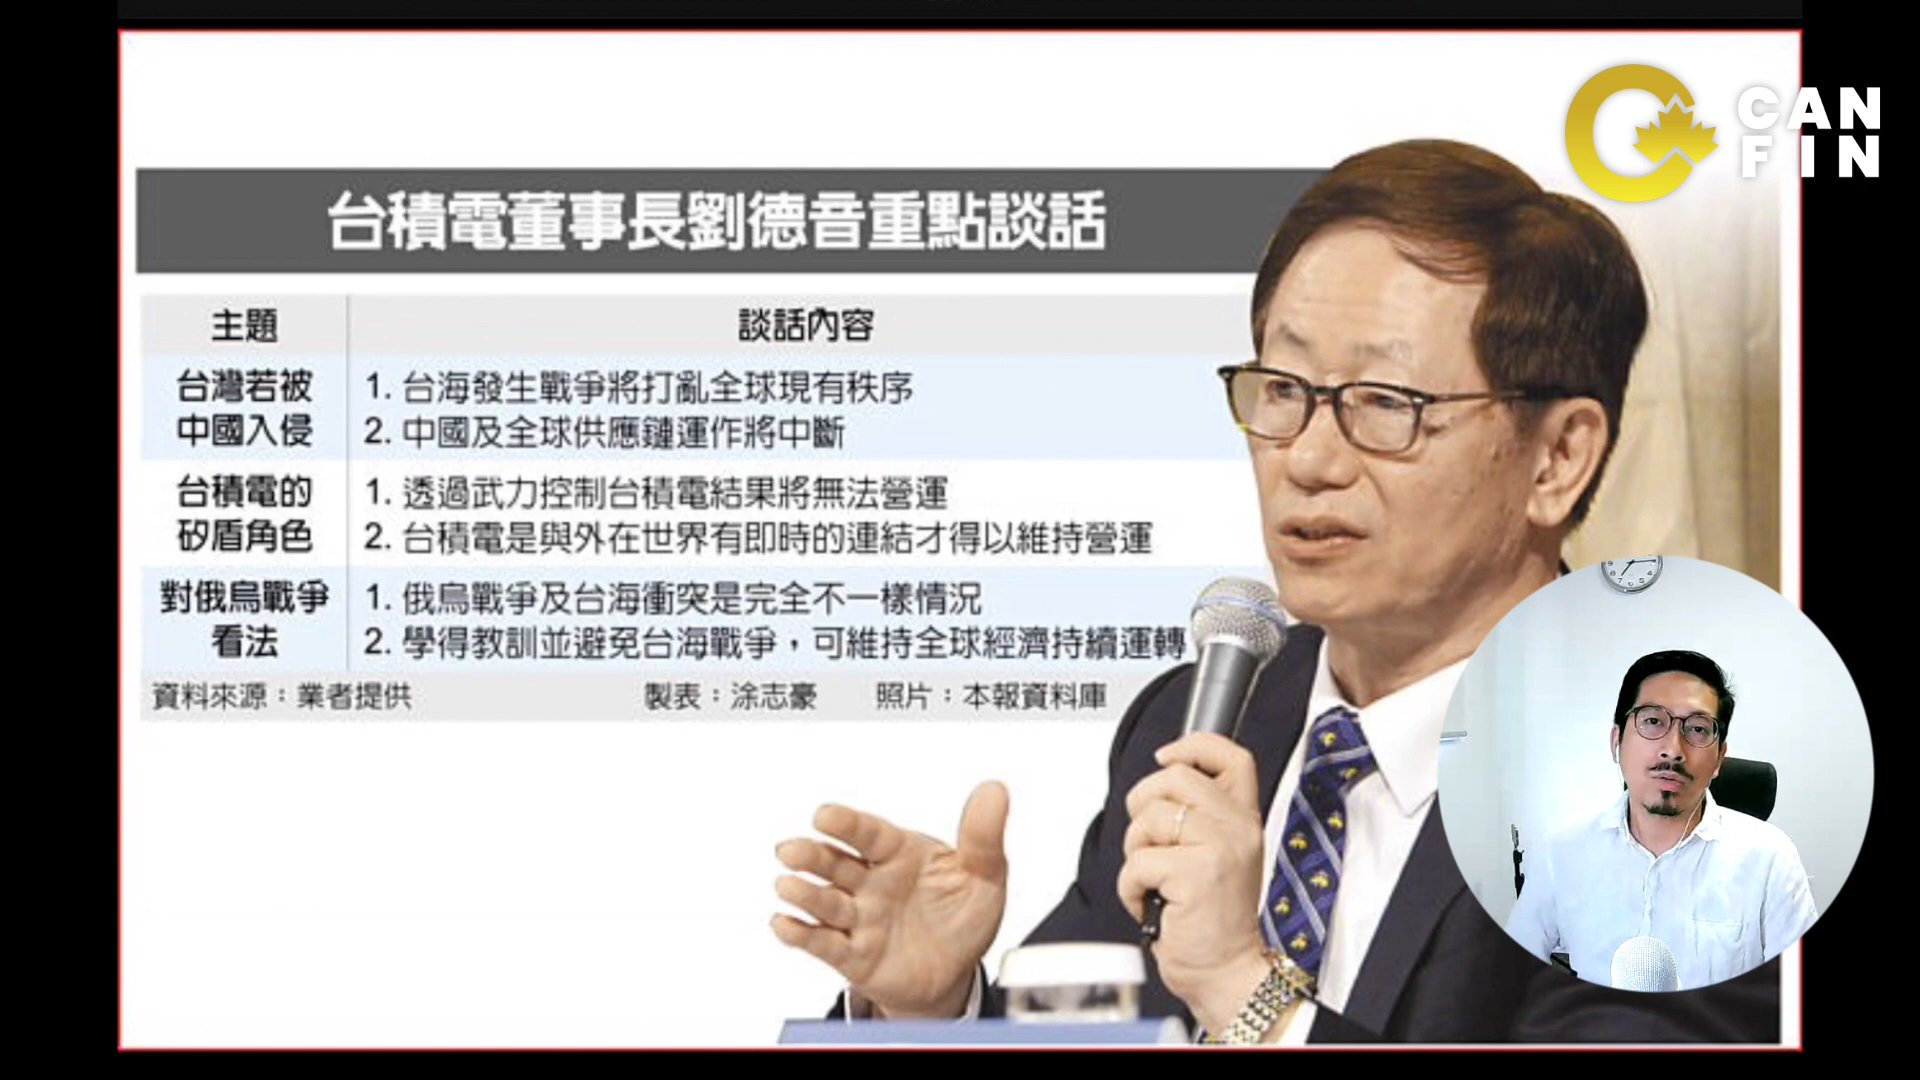 CAN
FIN
台積電董事長劉德音重點談話
主題 談話內容
台灣若被
中國入侵
1. 台海發生戰爭將打亂全球現有秩序
2. 中國及全球供應鏈運作將中斷
台積電的
矽盾角色
1. 透過武力控制台積電結果將無法營運
2. 台積電是與外在世界有即時的連結才得以維持營運
對俄烏戰爭
看法
1. 俄烏戰爭及台海衝突是完全不一樣情況
2. 學得教訓並避免台海戰爭，可維持全球經濟持續運轉
資料來源：業者提供 製表：涂志豪 照片：本報資料庫